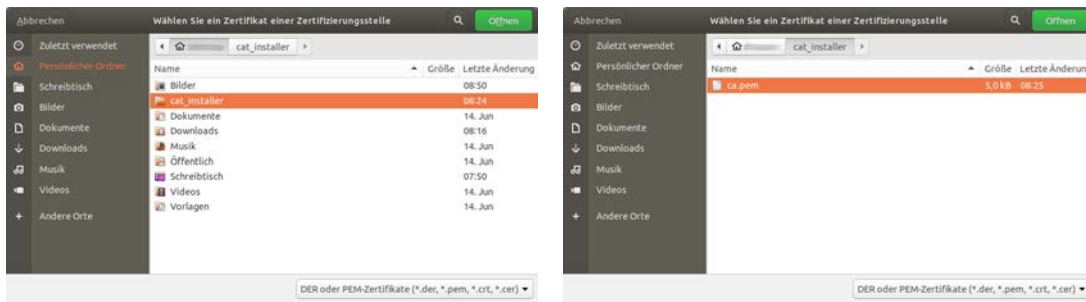 Abbrechen Wählen Sie ein Zertifikat einer Zertifizierungsstelle Öffnen
Zuletzt verwendet
Persönlicher Ordner
Schreibtisch
Bilder
Dokumente
Downloads
Musik
Videos
Andere Orte
cat_installer
Name Größe Letzte Änderung
Bilder 08:50
cat_installer 08:24
Dokumente 14. Jun
Downloads 08:16
Musik 14. Jun
Öffentlich 14. Jun
Schreibtisch 07:50
Videos 14. Jun
Vorlagen 14. Jun
DER oder PEM-Zertifikate (*.der, *.pem, *.crt, *.cer)
Abbrechen Wählen Sie ein Zertifikat einer Zertifizierungsstelle Öffnen
Zuletzt verwendet
Persönlicher Ordner
Schreibtisch
Bilder
Dokumente
Downloads
Musik
Videos
Andere Orte
cat_installer
Name Größe Letzte Änderun
ca.pem 5,0 kB 08:25
DER oder PEM-Zertifikate (*.der, *.pem, *.crt, *.cer)